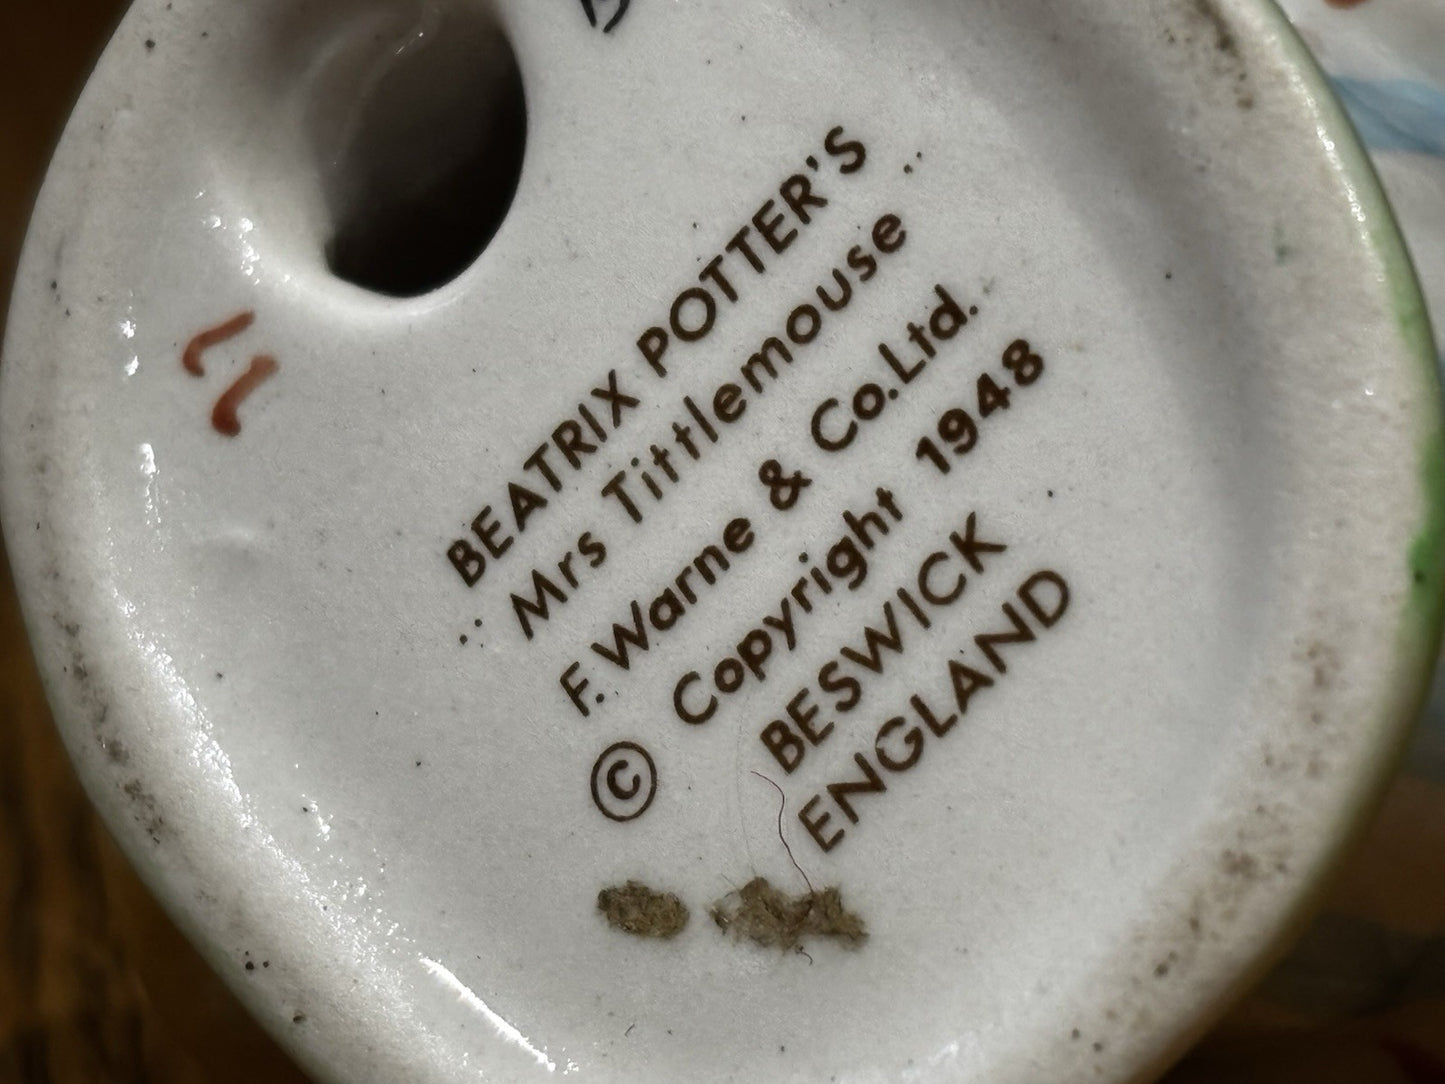 BEATRIX POTTER'S
Mrs Tittlemouse
F. Warne & Co.Ltd.
© Copyright 1948
BESWICK
ENGLAND